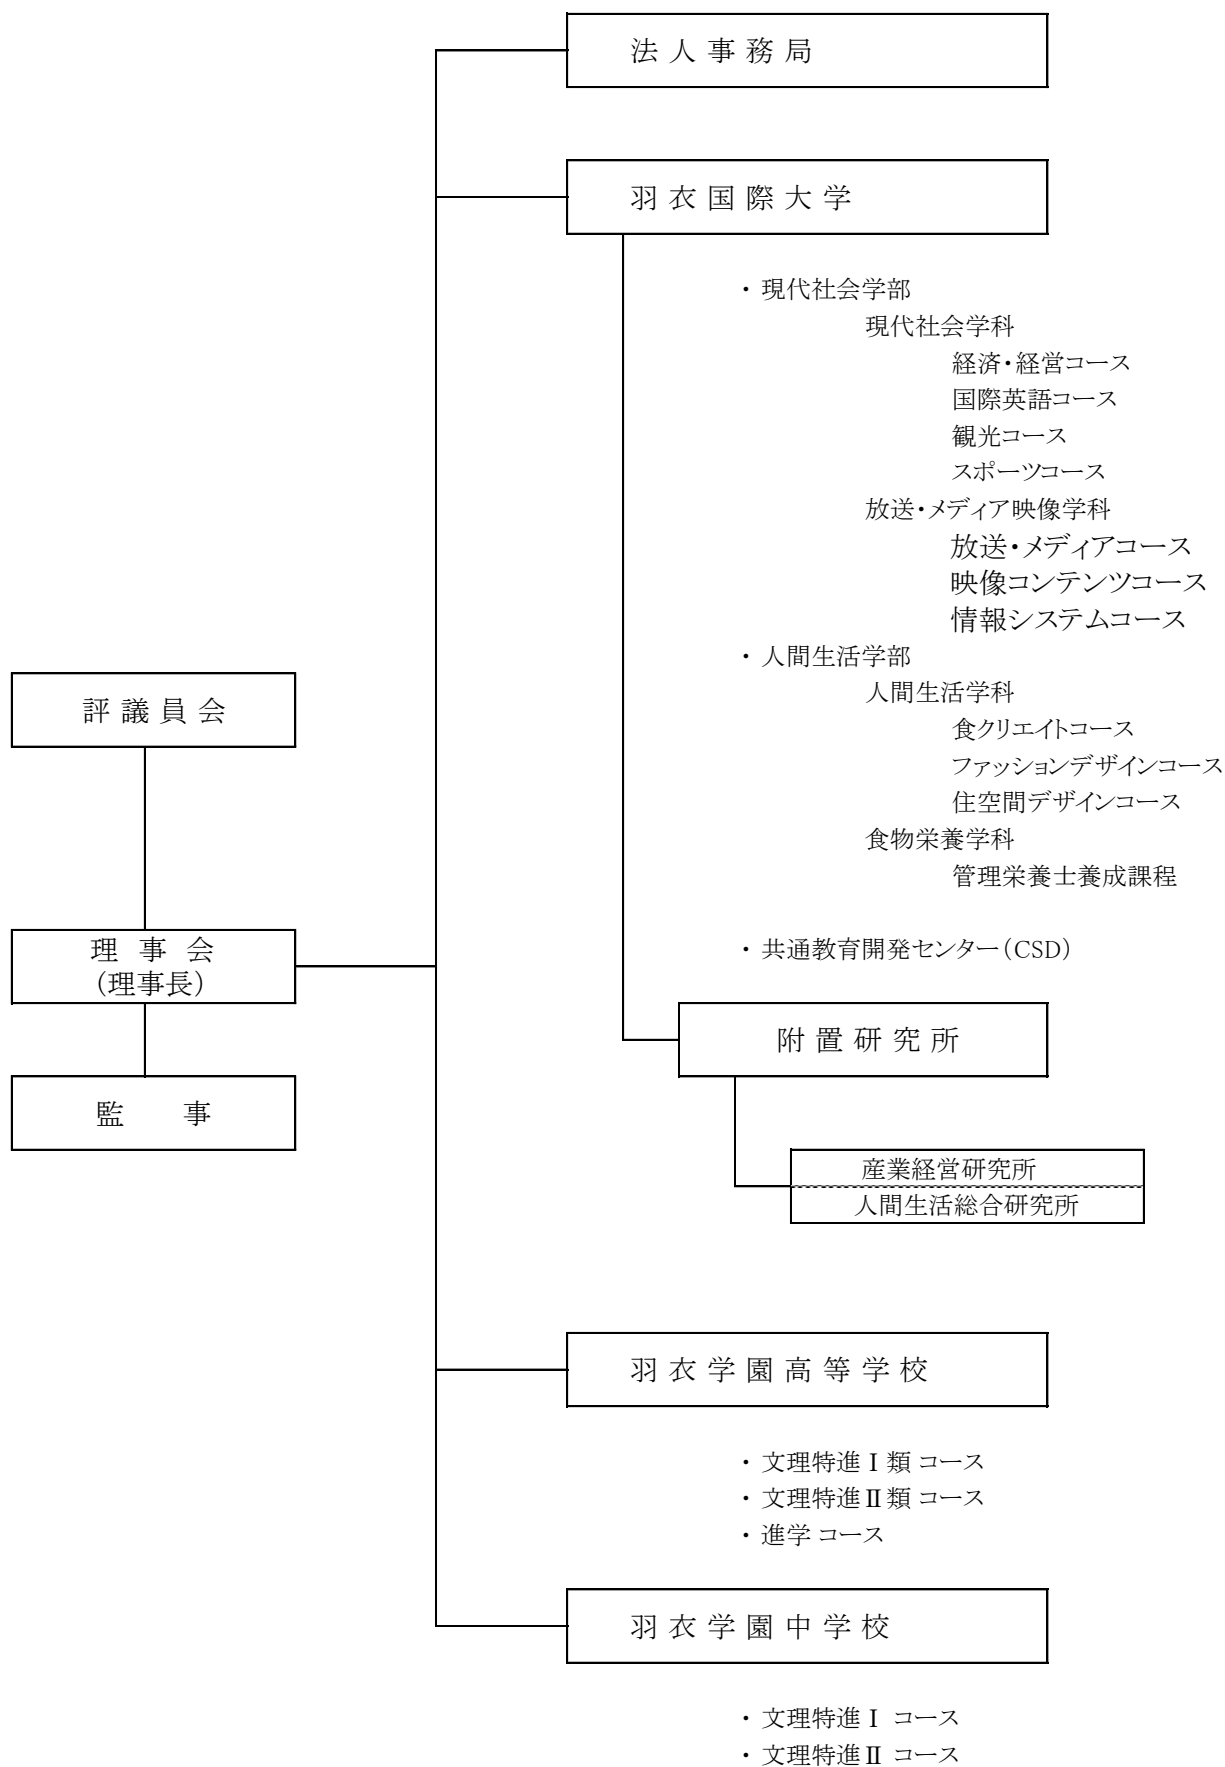 法人事務局
羽衣国際大学
・現代社会学部
現代社会学科
経済・経営コース
国際英語コース
観光コース
スポーツコース
放送・メディア映像学科
放送・メディアコース
映像コンテンツコース
情報システムコース
・人間生活学部
人間生活学科
食クリエイトコース
ファッションデザインコース
住空間デザインコース
食物栄養学科
管理栄養士養成課程
・共通教育開発センター(CSD)
評議員会
理事会
(理事長)
監事
附置研究所
産業経営研究所
人間生活総合研究所
羽衣学園高等学校
・文理特進Ⅰ類 コース
・文理特進Ⅱ類 コース
・進学 コース
羽衣学園中学校
・文理特進Ⅰ コース
・文理特進Ⅱ コース